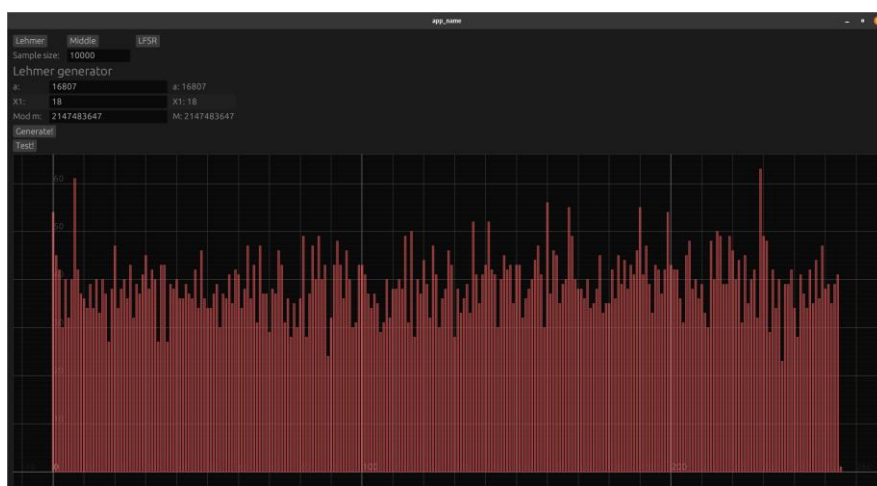 app_name
Lehmer Middle LFSR
Sample size: 10000
Lehmer generator
a: 16807 a: 16807
X1: 18 X1: 18
Mod m: 2147483647 M: 2147483647
Generate!
Test!
60
50
0 100 200